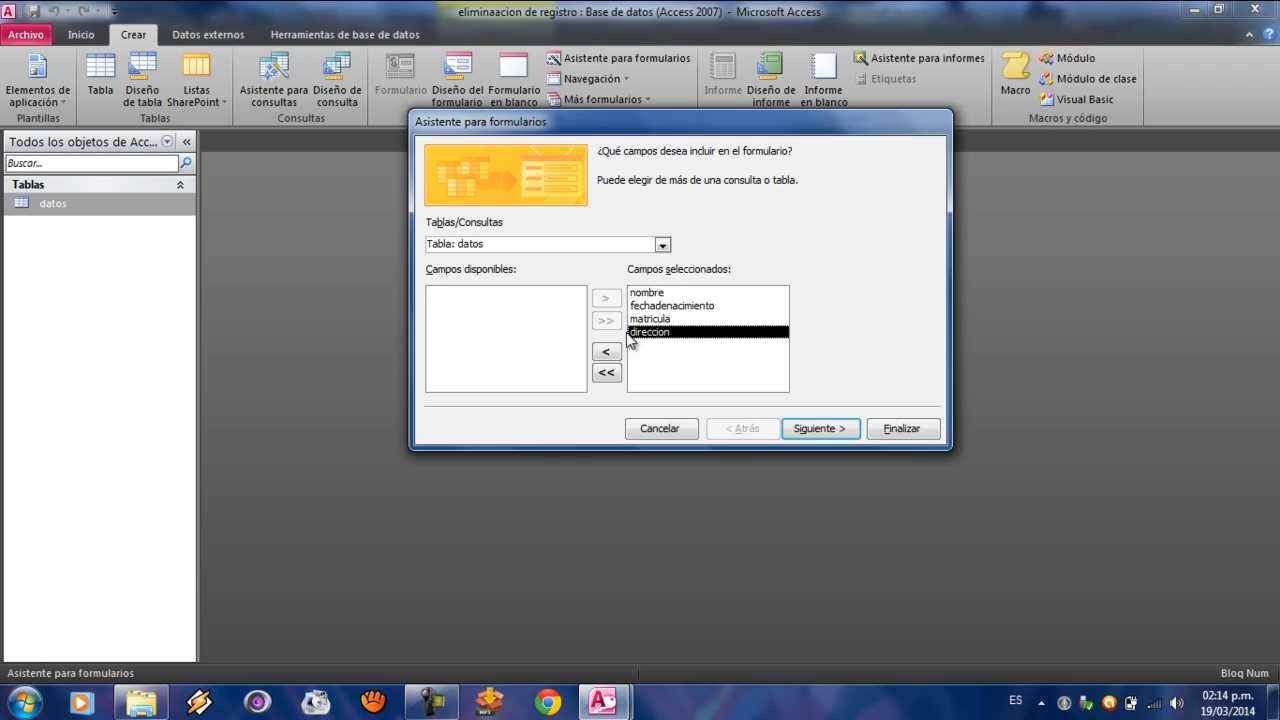 eliminaacion de registro : Base de datos (Access 2007) - Microsoft Access
Archivo Inicio Crear Datos externos Herramientas de base de datos
Elementos de aplicación
Plantillas
Tabla
Diseño de tabla
Listas SharePoint
Tablas
Asistente para consultas
Diseño de consulta
Consultas
Formulario
Diseño del formulario
Formulario en blanco
Asistente para formularios
Navegación
Más formularios
Informe
Diseño de informe
Informe en blanco
Asistente para informes
Etiquetas
Macro
Módulo
Módulo de clase
Visual Basic
Macros y código
Todos los objetos de Acc...
Buscar...
Tablas
datos
Asistente para formularios
¿Qué campos desea incluir en el formulario?
Puede elegir de más de una consulta o tabla.
Tablas/Consultas
Tabla: datos
Campos disponibles:
Campos seleccionados:
nombre
fechadenacimiento
matricula
direccion
>
>>
<
<<
Cancelar < Atrás Siguiente > Finalizar
Asistente para formularios
Bloq Num
MP3
ES
02:14 p.m.
19/03/2014